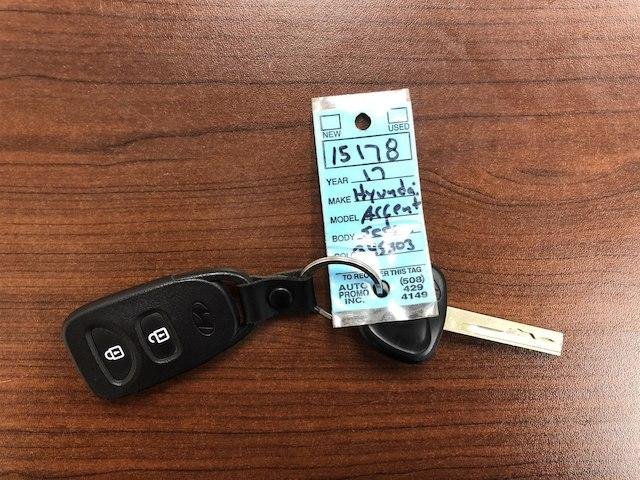 NEW USED
15178
YEAR 17
MAKE Hyundai
MODEL Accent
BODY
TO REORDER THIS TAG
AUTO (508)
PROMO 429
INC. 4149